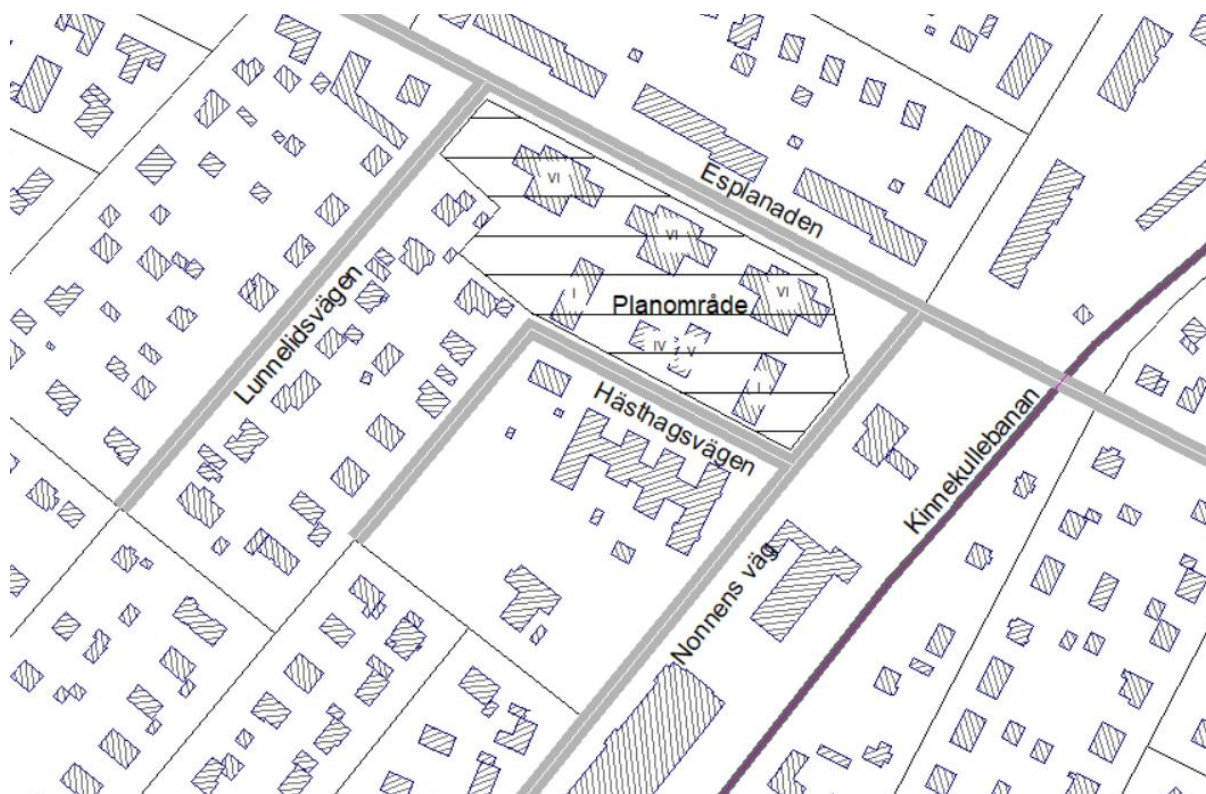 Esplanaden
VI
VI
VI
I
Planområde
IV
V
I
Lunnelidsvägen
Hästhagsvägen
Kinnekullebanan
Nonnens väg